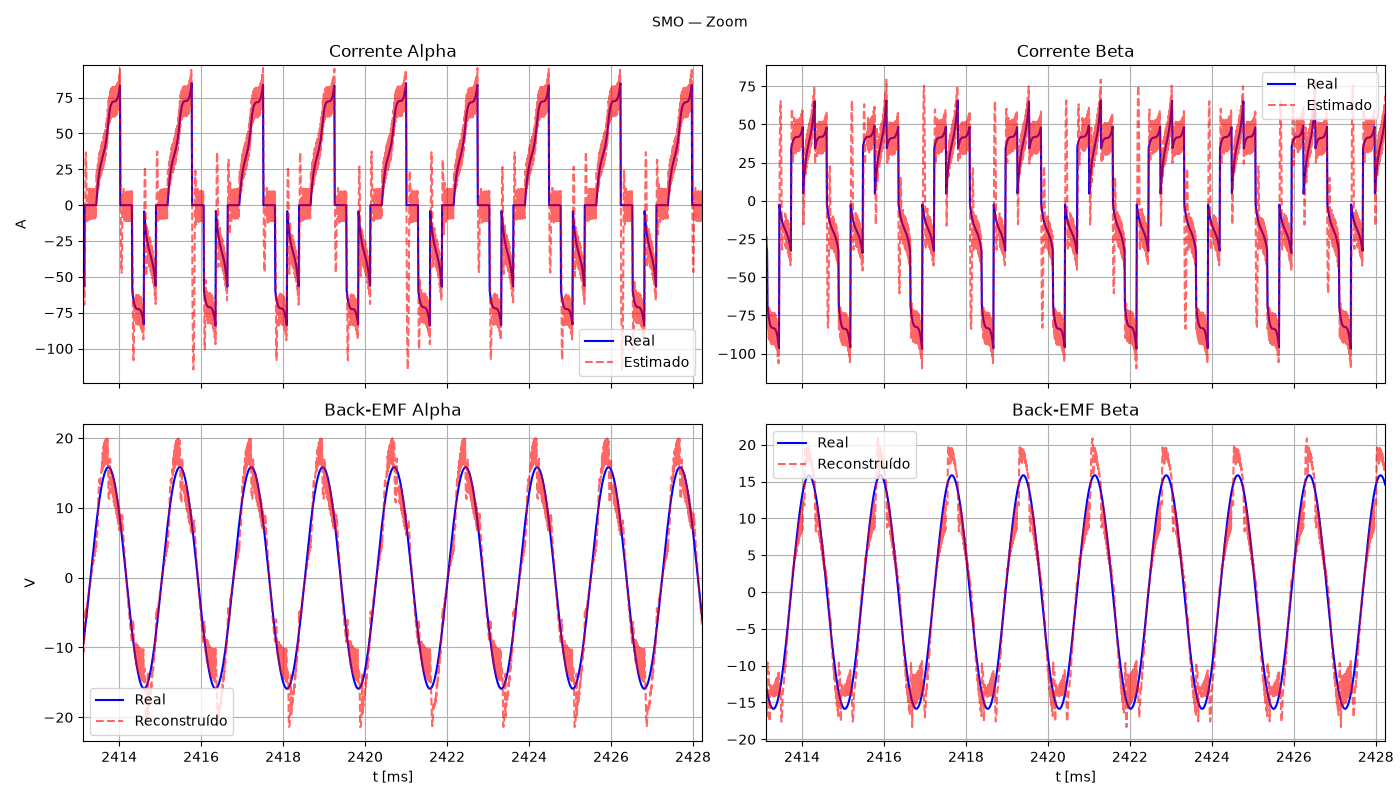 SMO — Zoom
Corrente Alpha
Corrente Beta
75
50
25
0
−25
−50
−75
−100
A
Real
Estimado
75
50
25
0
−25
−50
−75
−100
Real
Estimado
Back-EMF Alpha
Back-EMF Beta
20
10
0
−10
−20
V
Real
Reconstruído
2414
2416
2418
2420
2422
2424
2426
2428
t [ms]
20
15
10
5
0
−5
−10
−15
−20
Real
Reconstruído
2414
2416
2418
2420
2422
2424
2426
2428
t [ms]